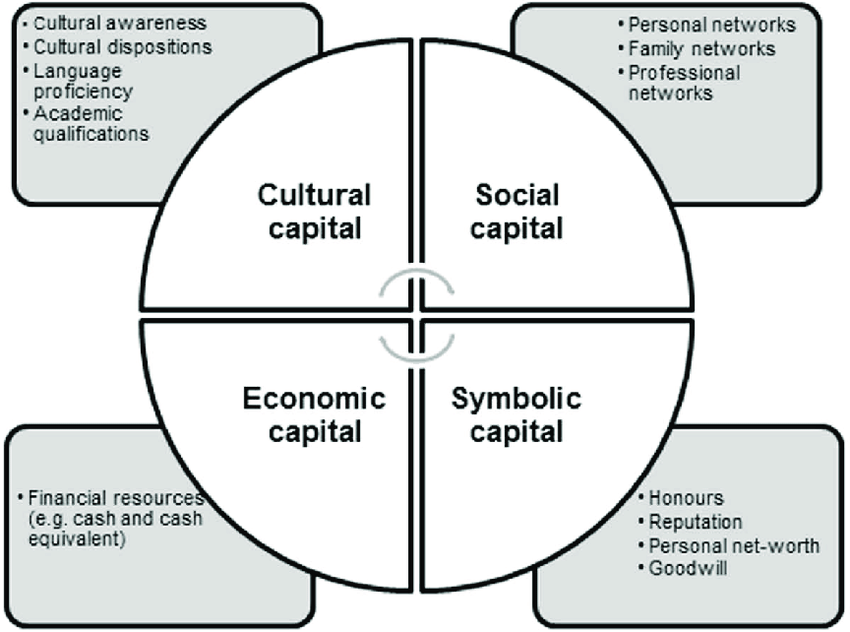 • Cultural awareness
• Cultural dispositions
• Language
proficiency
• Academic
qualifications
• Personal networks
• Family networks
• Professional
networks
Cultural
capital
Social
capital
Economic
capital
Symbolic
capital
• Financial resources
(e.g. cash and cash
equivalent)
• Honours
• Reputation
• Personal net-worth
• Goodwill